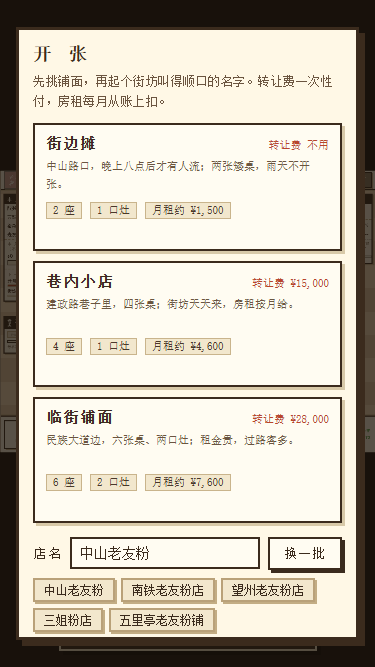 开 张
先挑铺面，再起个街坊叫得顺口的名字。转让费一次性
付，房租每月从账上扣。
街边摊 转让费 不用
中山路口，晚上八点后才有人流；两张矮桌，雨天不开
张。
2 座 1 口灶 月租约 ¥1,500
巷内小店 转让费 ¥15,000
建政路巷子里，四张桌；街坊天天来，房租按月给。
4 座 1 口灶 月租约 ¥4,600
临街铺面 转让费 ¥28,000
民族大道边，六张桌、两口灶；租金贵，过路客多。
6 座 2 口灶 月租约 ¥7,600
店名 中山老友粉 换一批
中山老友粉 南铁老友粉店 望州老友粉店
三姐粉店 五里亭老友粉铺